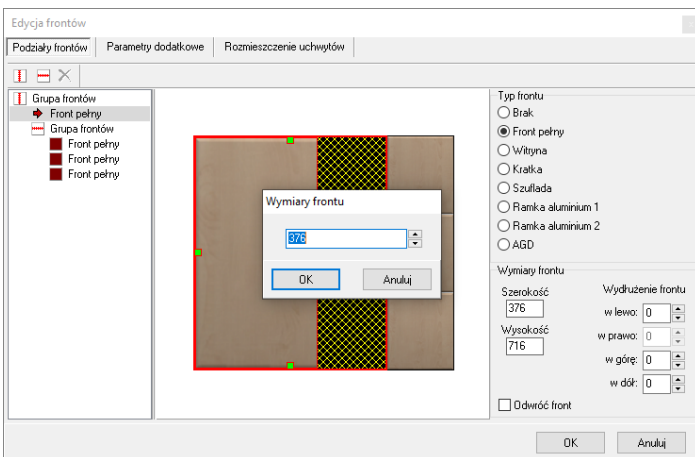 Edycja frontów
Podziały frontów
Parametry dodatkowe
Rozmieszczenie uchwytów
Grupa frontów
Front pełny
Grupa frontów
Front pełny
Front pełny
Front pełny
Wymiary frontu
376
OK
Anuluj
Typ frontu
Brak
Front pełny
Witryna
Kratka
Szuflada
Ramka aluminium 1
Ramka aluminium 2
AGD
Wymiary frontu
Szerokość
376
Wysokość
716
Wydłużenie frontu
w lewo: 0
w prawo: 0
w górę: 0
w dół: 0
Odwróć front
OK
Anuluj